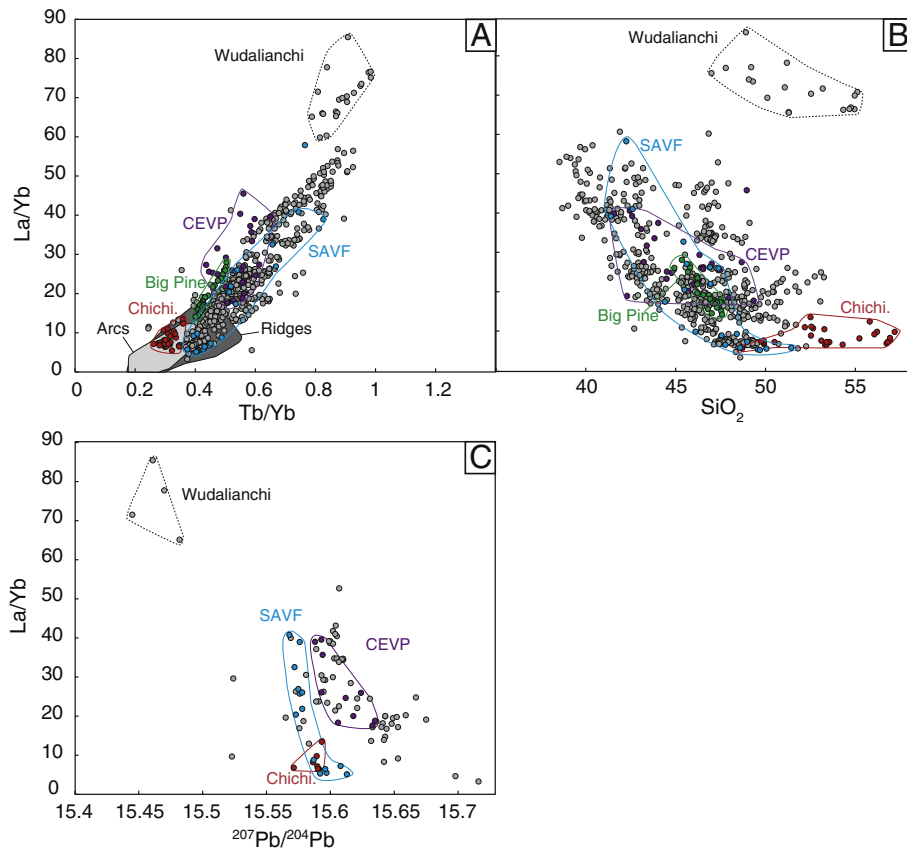 A
90
80
70
60
50
40
30
20
10
0
La/Yb
Wudalianchi
CEVP
SAVF
Big Pine
Chichi.
Arcs
Ridges
0 0.2 0.4 0.6 0.8 1 1.2
Tb/Yb
B
Wudalianchi
SAVF
CEVP
Big Pine
Chichi.
40 45 50 55
SiO₂
C
90
80
70
60
50
40
30
20
10
0
La/Yb
Wudalianchi
SAVF
CEVP
Chichi.
15.4 15.45 15.5 15.55 15.6 15.65 15.7
²⁰⁷Pb/²⁰⁴Pb